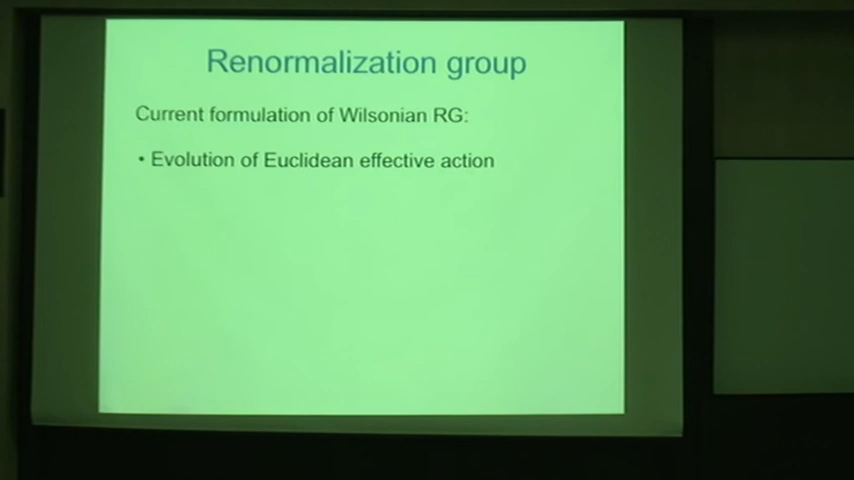 Renormalization group
Current formulation of Wilsonian RG:
• Evolution of Euclidean effective action